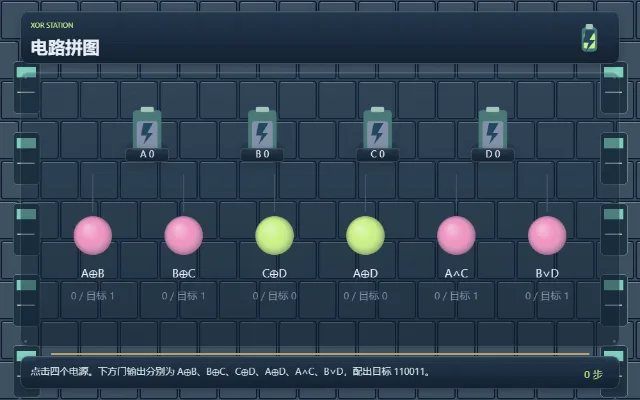 XOR STATION
电路拼图
A 0
B 0
C 0
D 0
A⊕B
B⊕C
C⊕D
A⊕D
A∧C
B∨D
0 / 目标 1
0 / 目标 1
0 / 目标 0
0 / 目标 0
0 / 目标 1
0 / 目标 1
点击四个电源。下方门输出分别为 A⊕B、B⊕C、C⊕D、A⊕D、A∧C、B∨D，配出目标 110011。
0 步